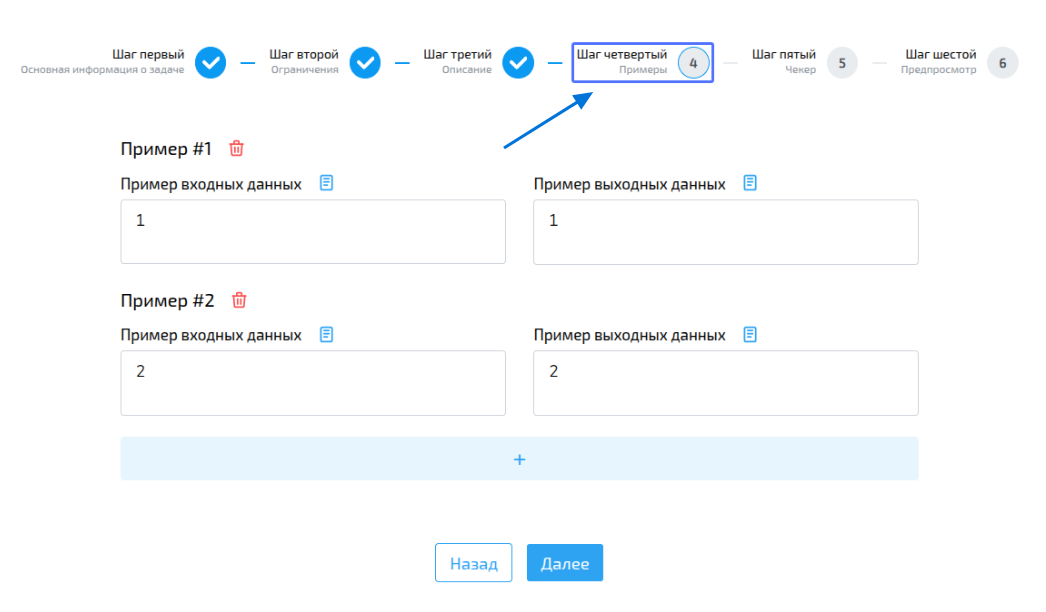 Шаг первый
Основная информация о задаче
Шаг второй
Ограничения
Шаг третий
Описание
Шаг четвертый
Примеры
4
Шаг пятый
Чекер
5
Шаг шестой
Предпросмотр
6
Пример #1
Пример входных данных
Пример выходных данных
1
1
Пример #2
Пример входных данных
Пример выходных данных
2
2
+
Назад
Далее